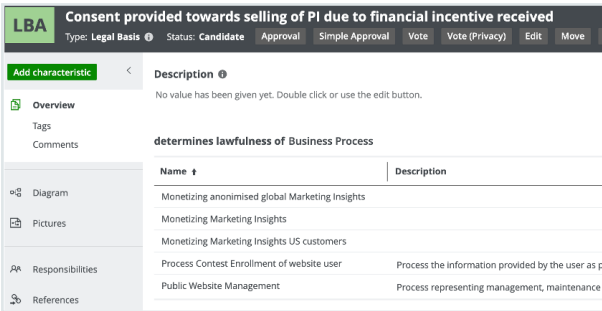 LBA
Consent provided towards selling of PI due to financial incentive received
Type: Legal Basis Status: Candidate Approval Simple Approval Vote Vote (Privacy) Edit Move
Add characteristic <
Description
Overview
No value has been given yet. Double click or use the edit button.
Tags
Comments
determines lawfulness of Business Process
Name ↑ Description
Diagram
Monetizing anonimised global Marketing Insights
Pictures
Monetizing Marketing Insights
Monetizing Marketing Insights US customers
Responsibilities
Process Contest Enrollment of website user Process the information provided by the user as p
References
Public Website Management Process representing management, maintenance